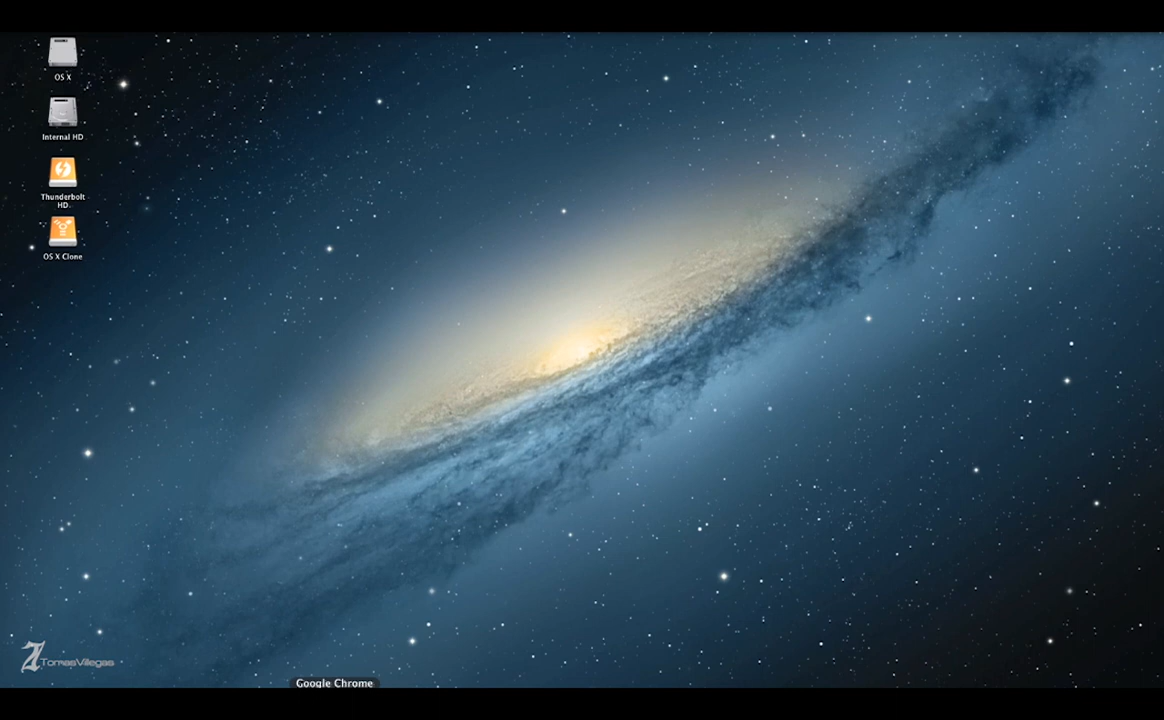 OS X
Internal HD
Thunderbolt
HD
OS X Clone
TomasVillegas
Google Chrome